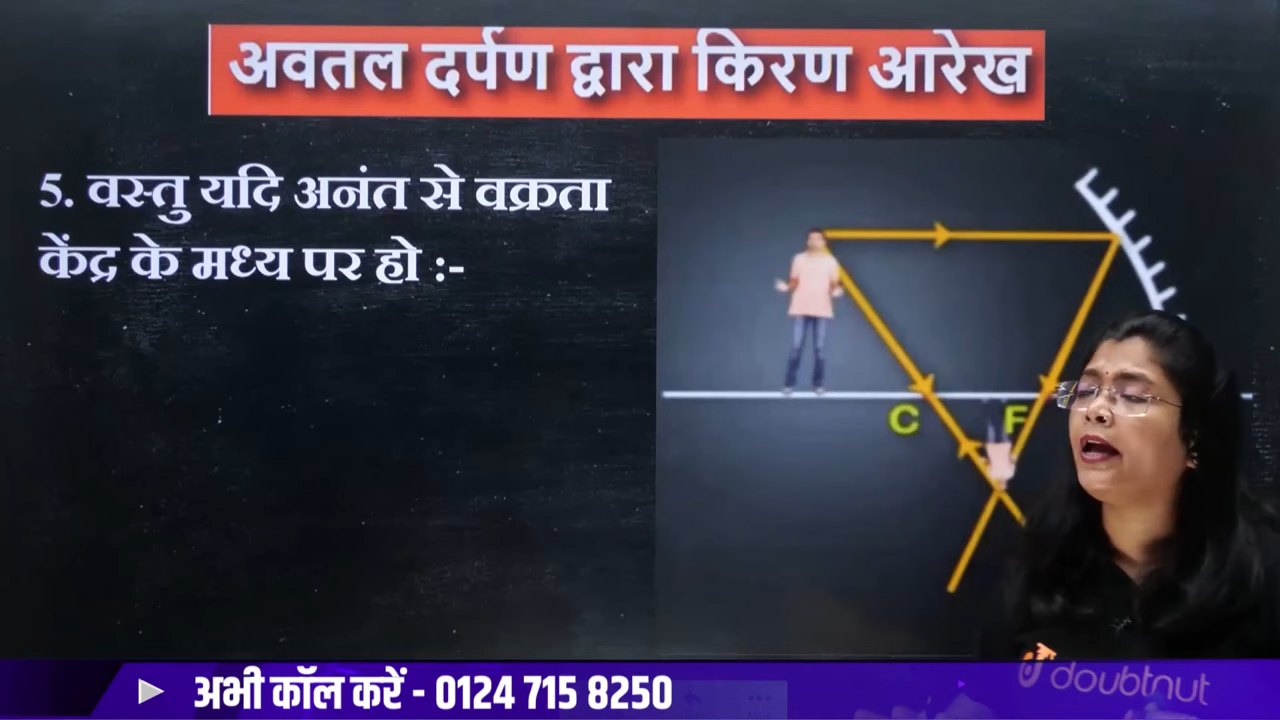 अवतल दर्पण द्वारा किरण आरेख
5. वस्तु यदि अनंत से वक्रता
केंद्र के मध्य पर हो :-
C
F
अभी कॉल करें - 0124 715 8250
doubtnut